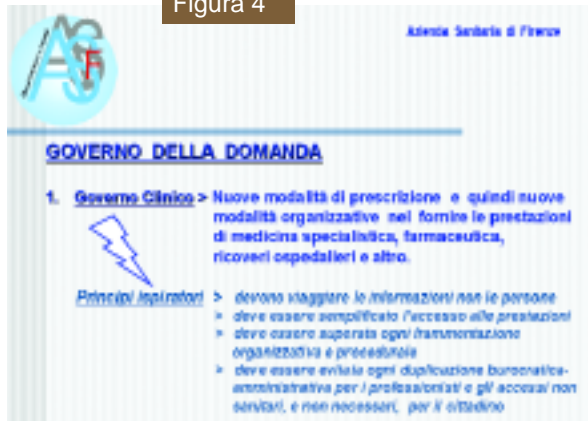 Figura 4
Azienda Sanitaria di Firenze
ASF
GOVERNO DELLA DOMANDA
1. Governo Clinico > Nuove modalità di prescrizione e quindi nuove
modalità organizzative nel fornire le prestazioni
di medicina specialistica, farmaceutica,
ricoveri ospedalieri e altro.
Principi ispiratori > devono viaggiare le informazioni non le persone
> deve essere semplificato l'accesso alle prestazioni
> deve essere superata ogni frammentazione
organizzativa e procedurale
> deve essere evitata ogni duplicazione burocratica-
amministrativa per i professionisti e gli accessi non
sanitari, e non necessari, per il cittadino